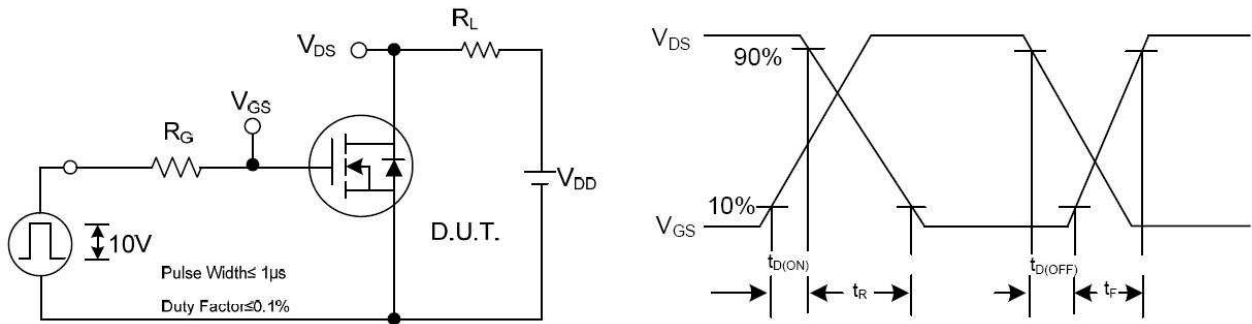 V_DS
R_L
V_GS
R_G
V_DD
10V
D.U.T.
Pulse Width≤ 1μs
Duty Factor≤0.1%
V_DS
90%
10%
V_GS
t_D(ON)
t_R
t_D(OFF)
t_F